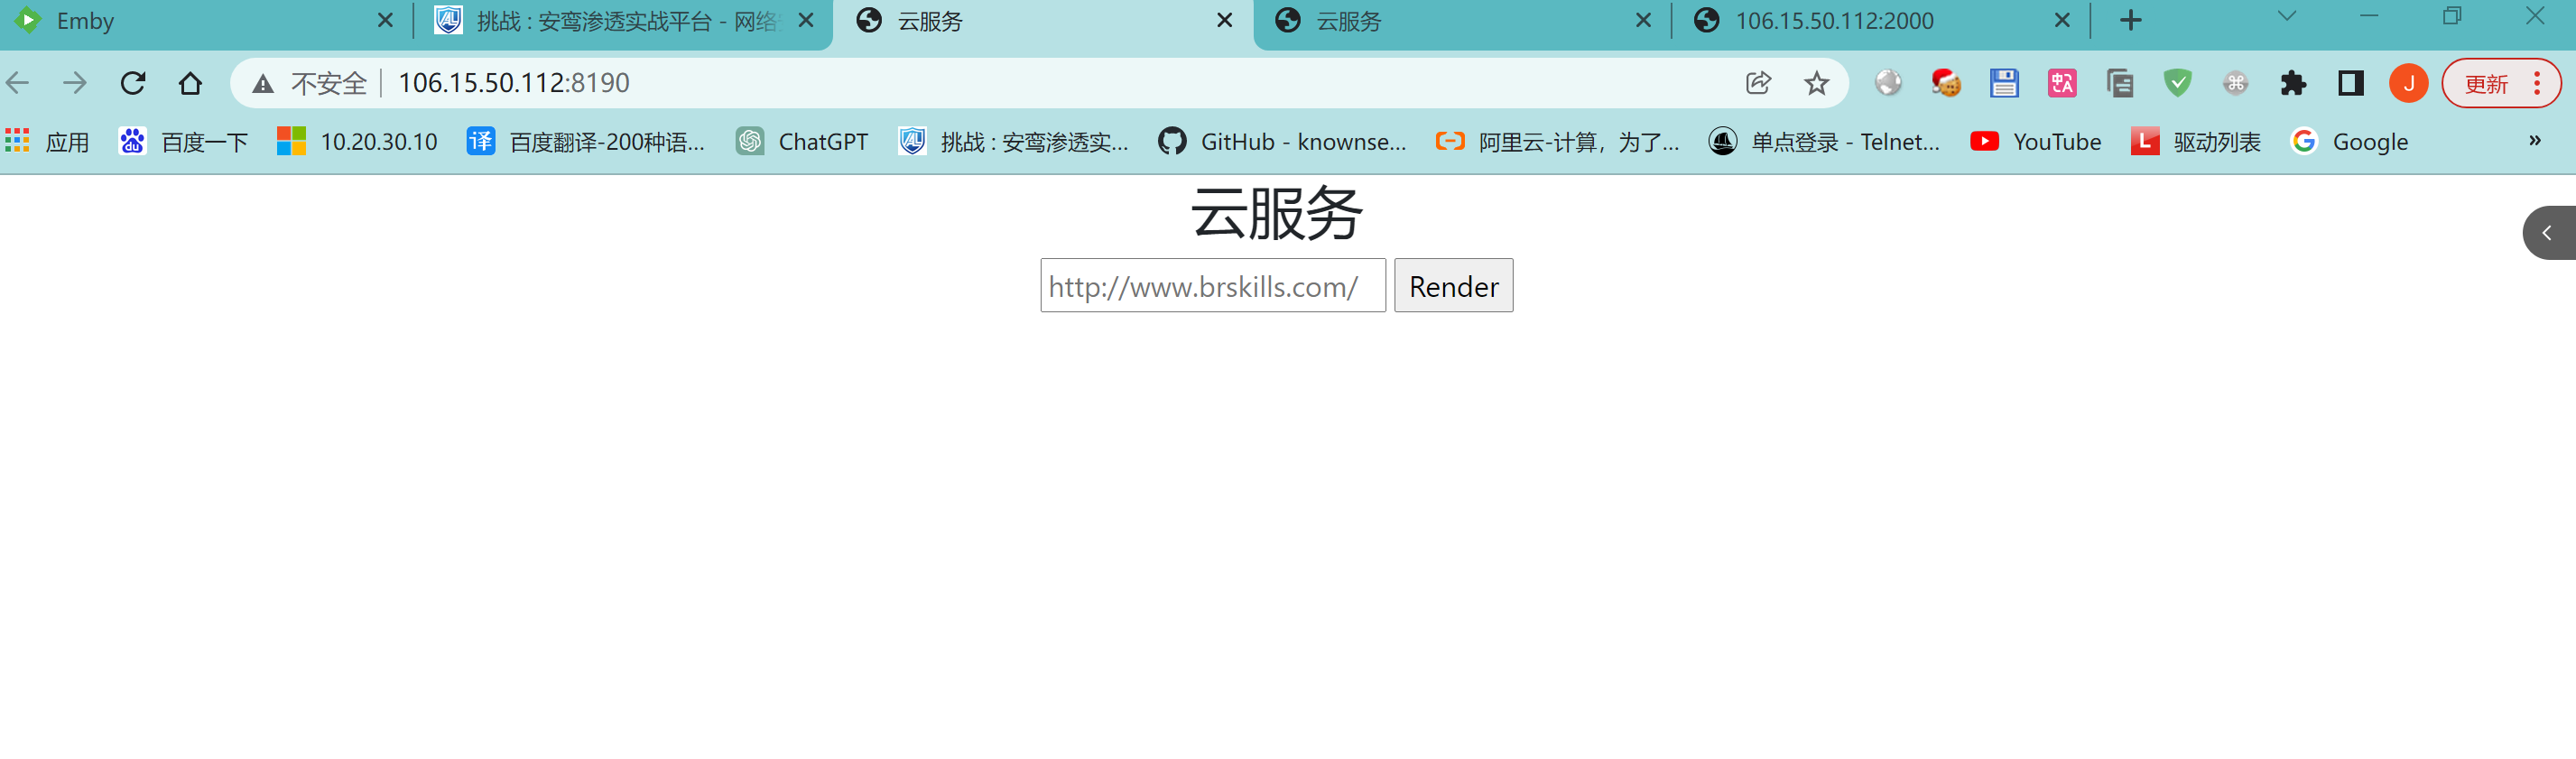 Emby
挑战 : 安鸾渗透实战平台 - 网络安
云服务
云服务
106.15.50.112:2000
不安全
106.15.50.112:8190
J
更新
应用
百度一下
10.20.30.10
译 百度翻译-200种语...
ChatGPT
挑战 : 安鸾渗透实...
GitHub - knownse...
阿里云-计算，为了...
单点登录 - Telnet...
YouTube
L 驱动列表
Google
»
云服务
http://www.brskills.com/
Render